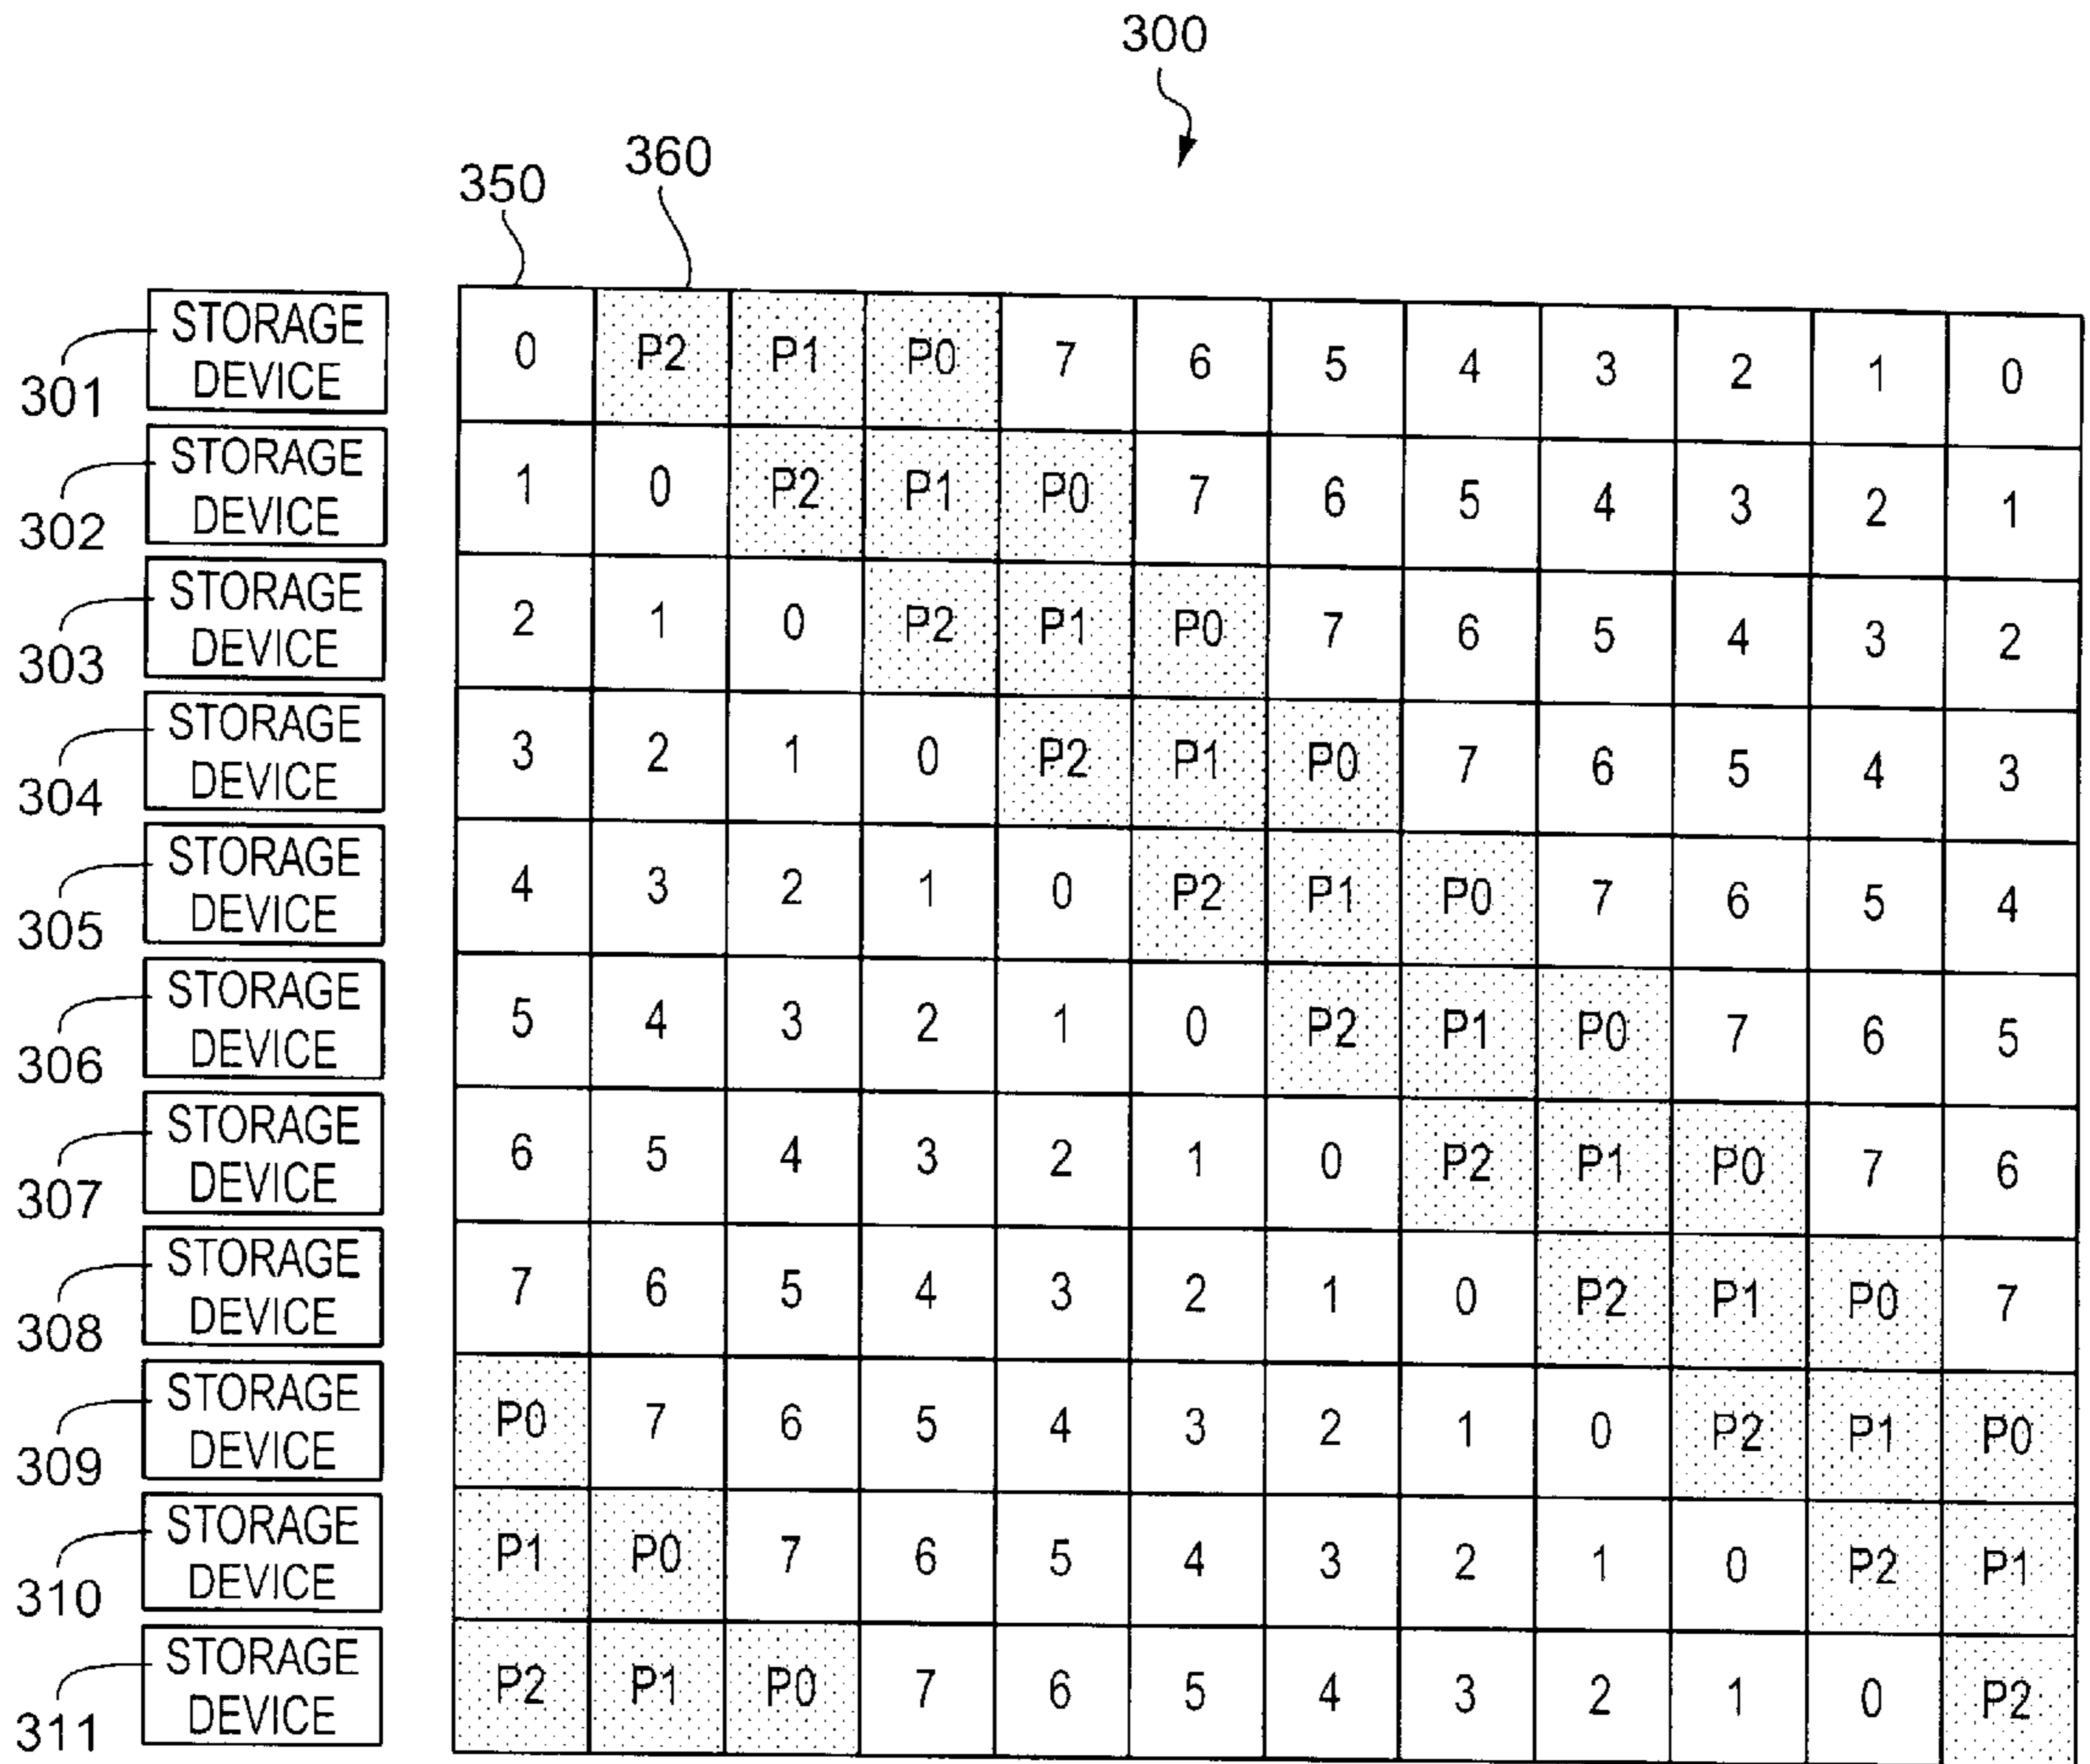 300
350
360
301 STORAGE DEVICE 0 P2 P1 P0 7 6 5 4 3 2 1 0
302 STORAGE DEVICE 1 0 P2 P1 P0 7 6 5 4 3 2 1
303 STORAGE DEVICE 2 1 0 P2 P1 P0 7 6 5 4 3 2
304 STORAGE DEVICE 3 2 1 0 P2 P1 P0 7 6 5 4 3
305 STORAGE DEVICE 4 3 2 1 0 P2 P1 P0 7 6 5 4
306 STORAGE DEVICE 5 4 3 2 1 0 P2 P1 P0 7 6 5
307 STORAGE DEVICE 6 5 4 3 2 1 0 P2 P1 P0 7 6
308 STORAGE DEVICE 7 6 5 4 3 2 1 0 P2 P1 P0 7
309 STORAGE DEVICE P0 7 6 5 4 3 2 1 0 P2 P1 P0
310 STORAGE DEVICE P1 P0 7 6 5 4 3 2 1 0 P2 P1
311 STORAGE DEVICE P2 P1 P0 7 6 5 4 3 2 1 0 P2